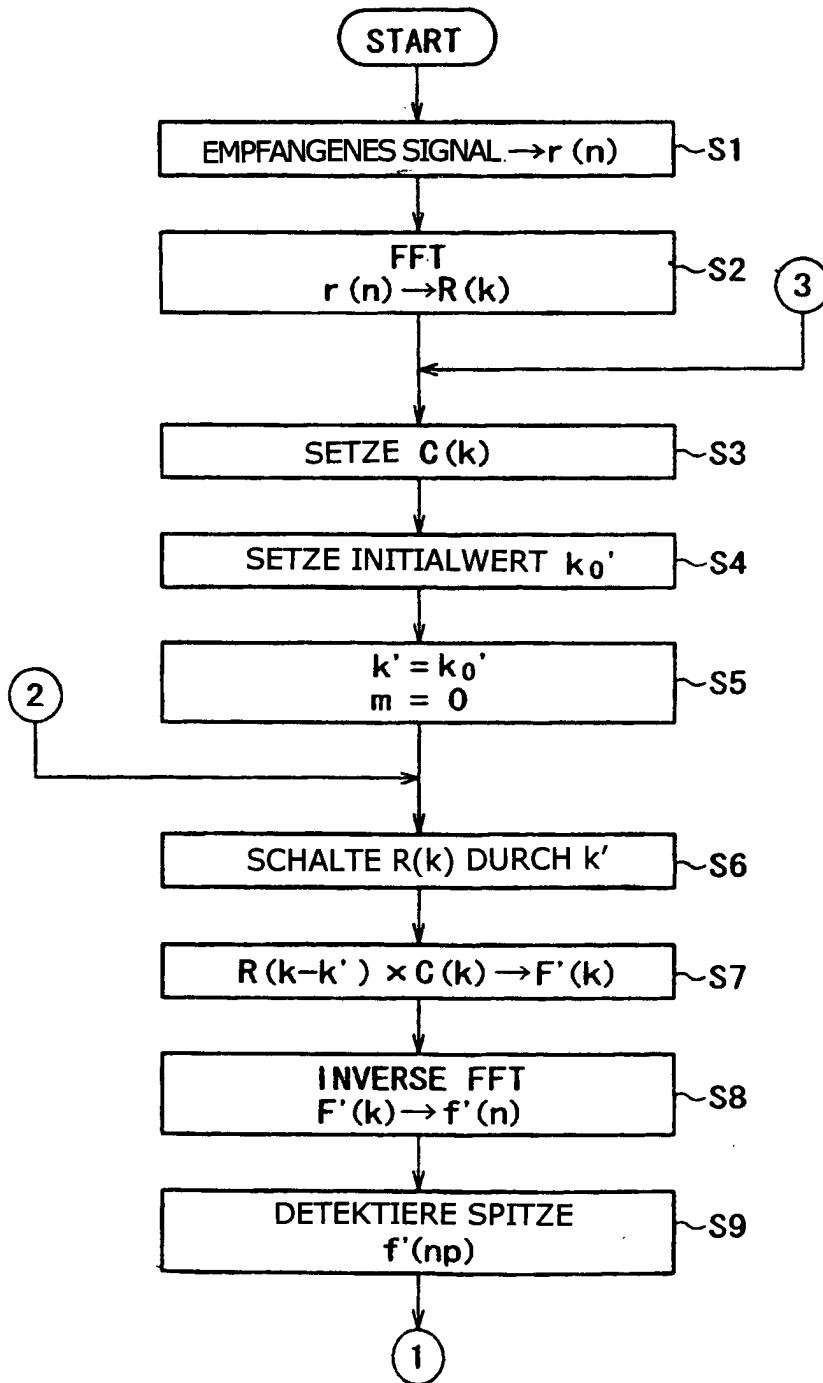 START
EMPFANGENES SIGNAL → r(n) S1
FFT
r(n) → R(k) S2
3
SETZE C(k) S3
SETZE INITIALWERT k₀' S4
k' = k₀'
m = 0 S5
2
SCHALTE R(k) DURCH k' S6
R(k-k') × C(k) → F'(k) S7
INVERSE FFT
F'(k) → f'(n) S8
DETEKTIERE SPITZE
f'(np) S9
1